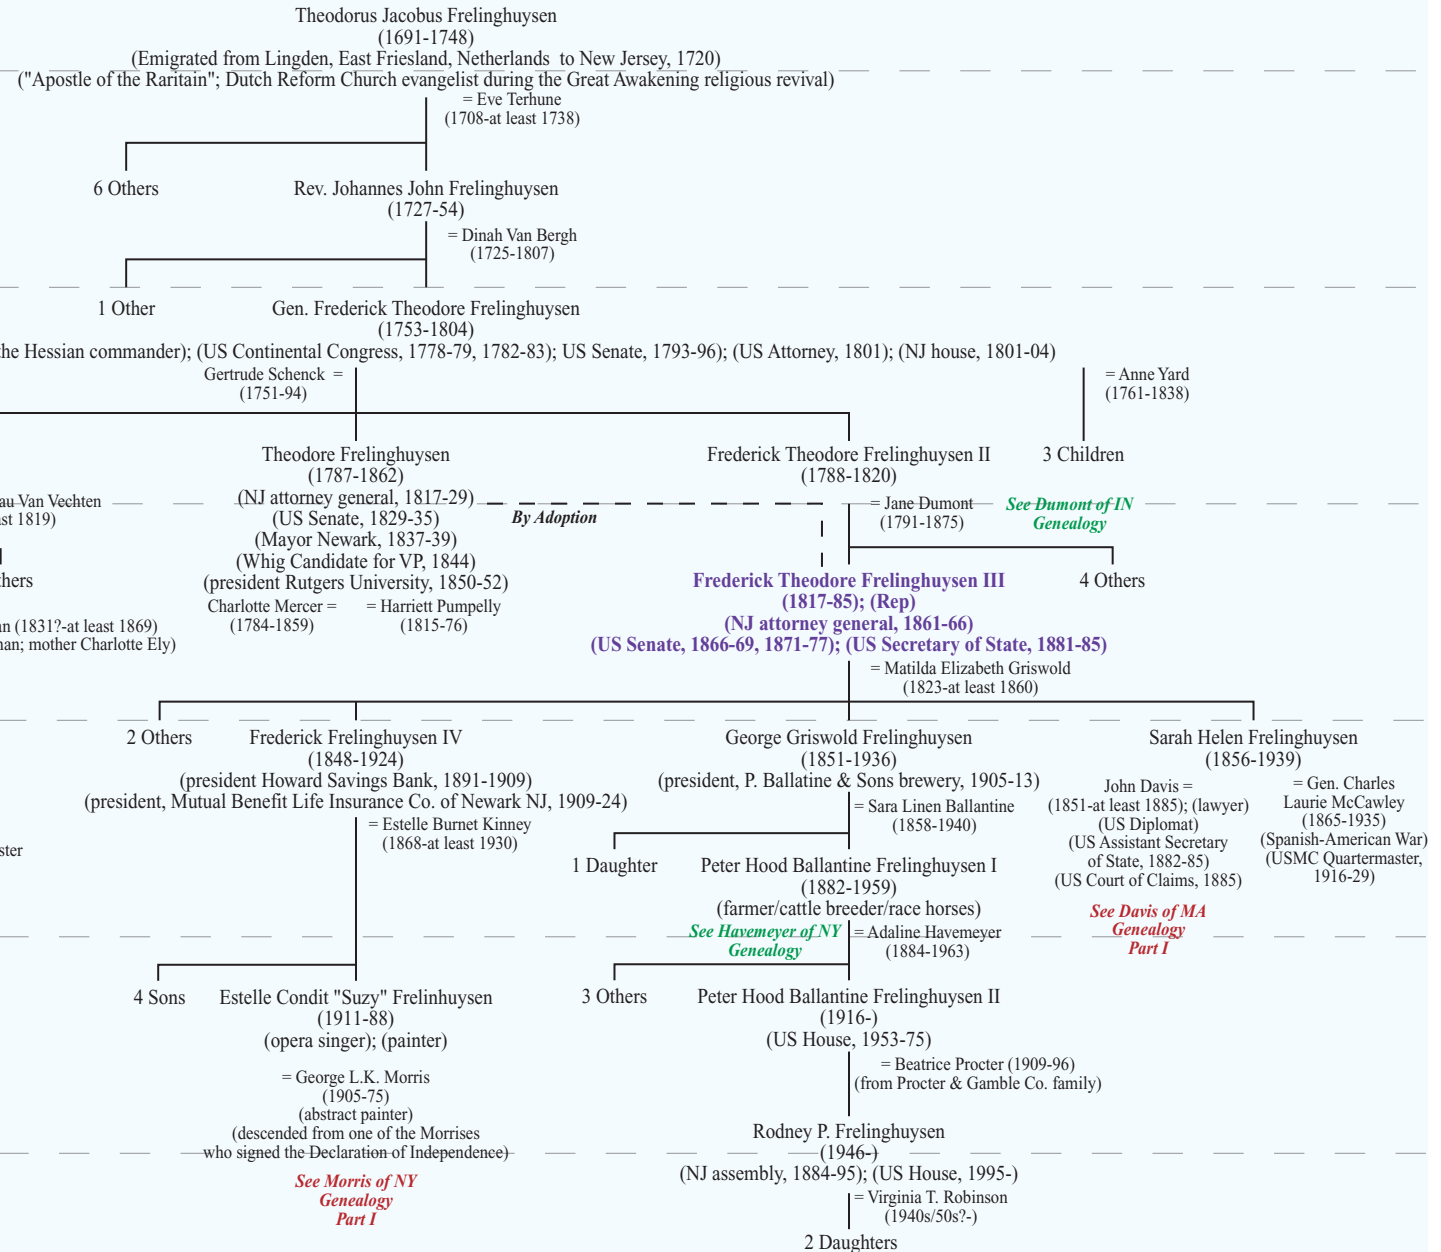 Theodorus Jacobus Frelinghuysen
(1691-1748)
(Emigrated from Lingden, East Friesland, Netherlands to New Jersey, 1720)
("Apostle of the Raritain"; Dutch Reform Church evangelist during the Great Awakening religious revival)
= Eve Terhune
(1708-at least 1738)
6 Others
Rev. Johannes John Frelinghuysen
(1727-54)
= Dinah Van Bergh
(1725-1807)
1 Other
Gen. Frederick Theodore Frelinghuysen
(1753-1804)
the Hessian commander); (US Continental Congress, 1778-79, 1782-83); US Senate, 1793-96); (US Attorney, 1801); (NJ house, 1801-04)
Gertrude Schenck =
(1751-94)
= Anne Yard
(1761-1838)
Theodore Frelinghuysen
(1787-1862)
(NJ attorney general, 1817-29)
(US Senate, 1829-35)
(Mayor Newark, 1837-39)
(Whig Candidate for VP, 1844)
(president Rutgers University, 1850-52)
Charlotte Mercer =
(1784-1859)
= Harriett Pumpelly
(1815-76)
By Adoption
Frederick Theodore Frelinghuysen II
(1788-1820)
3 Children
= Jane Dumont
(1791-1875)
See Dumont of IN
Genealogy
au Van Vechten
ast 1819)
thers
an (1831?-at least 1869)
man; mother Charlotte Ely)
Frederick Theodore Frelinghuysen III
(1817-85); (Rep)
(NJ attorney general, 1861-66)
(US Senate, 1866-69, 1871-77); (US Secretary of State, 1881-85)
4 Others
= Matilda Elizabeth Griswold
(1823-at least 1860)
2 Others
Frederick Frelinghuysen IV
(1848-1924)
(president Howard Savings Bank, 1891-1909)
(president, Mutual Benefit Life Insurance Co. of Newark NJ, 1909-24)
= Estelle Burnet Kinney
(1868-at least 1930)
ster
George Griswold Frelinghuysen
(1851-1936)
(president, P. Ballatine & Sons brewery, 1905-13)
= Sara Linen Ballantine
(1858-1940)
Sarah Helen Frelinghuysen
(1856-1939)
John Davis =
(1851-at least 1885); (lawyer)
(US Diplomat)
(US Assistant Secretary
of State, 1882-85)
(US Court of Claims, 1885)
See Davis of MA
Genealogy
Part I
= Gen. Charles
Laurie McCawley
(1865-1935)
(Spanish-American War)
(USMC Quartermaster,
1916-29)
1 Daughter
Peter Hood Ballantine Frelinghuysen I
(1882-1959)
(farmer/cattle breeder/race horses)
See Havemeyer of NY
Genealogy
= Adaline Havemeyer
(1884-1963)
4 Sons
Estelle Condit "Suzy" Frelinhuysen
(1911-88)
(opera singer); (painter)
= George L.K. Morris
(1905-75)
(abstract painter)
(descended from one of the Morrises
who signed the Declaration of Independence)
See Morris of NY
Genealogy
Part I
3 Others
Peter Hood Ballantine Frelinghuysen II
(1916-)
(US House, 1953-75)
= Beatrice Procter (1909-96)
(from Procter & Gamble Co. family)
Rodney P. Frelinghuysen
(1946-)
(NJ assembly, 1884-95); (US House, 1995-)
= Virginia T. Robinson
(1940s/50s?-)
2 Daughters